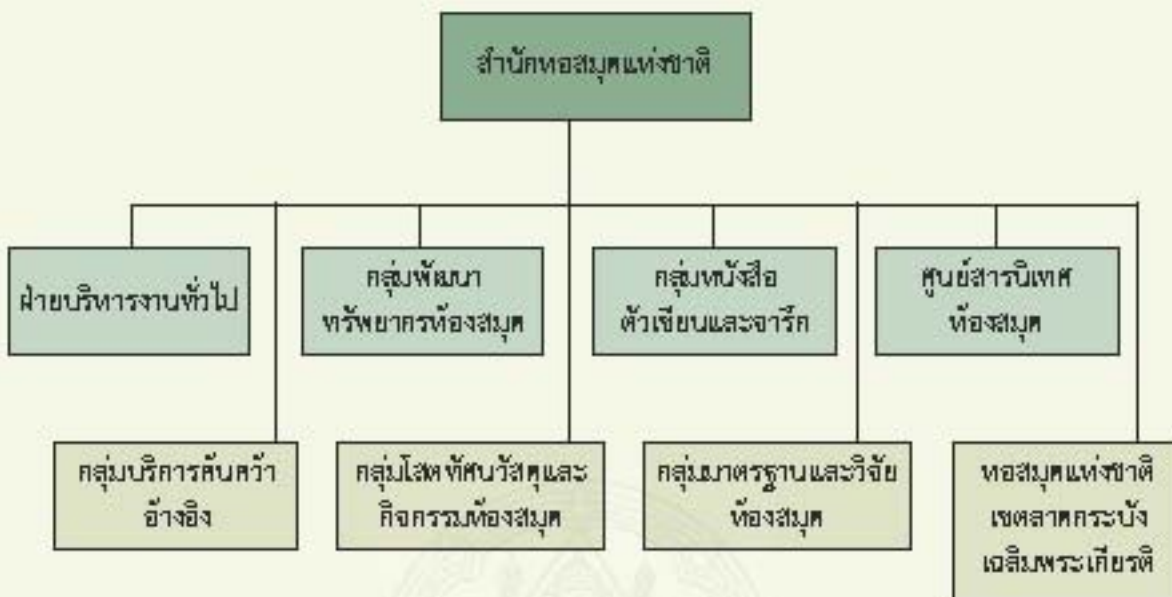 สำนักหอสมุดแห่งชาติ
ฝ่ายบริหารงานทั่วไป
กลุ่มพัฒนา
ทรัพยากรห้องสมุด
กลุ่มหนังสือ
ตัวเขียนและจารึก
ศูนย์สารนิเทศ
ห้องสมุด
กลุ่มบริการค้นคว้า
อ้างอิง
กลุ่มโสตทัศนวัสดุและ
กิจกรรมห้องสมุด
กลุ่มมาตรฐานและวิจัย
ห้องสมุด
หอสมุดแห่งชาติ
เขตลาดกระบัง
เฉลิมพระเกียรติ